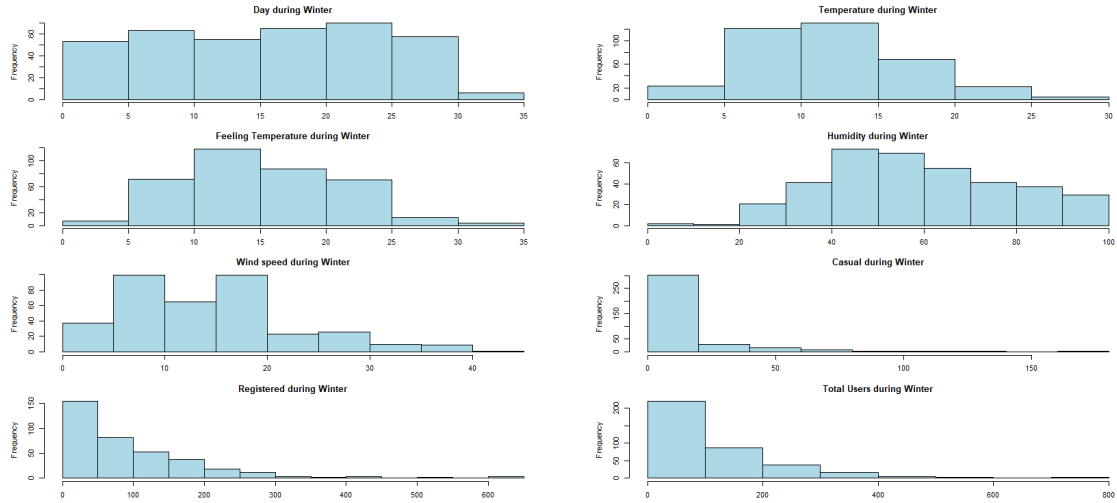 Day during Winter
Frequency
0 20 40 60
0 5 10 15 20 25 30 35
Temperature during Winter
Frequency
0 60 100
0 5 10 15 20 25 30
Feeling Temperature during Winter
Frequency
0 20 60 100
0 5 10 15 20 25 30 35
Humidity during Winter
Frequency
0 20 40 60
0 20 40 60 80 100
Wind speed during Winter
Frequency
0 20 40 60 80
0 10 20 30 40
Casual during Winter
Frequency
0 50 150 250
0 50 100 150
Registered during Winter
Frequency
0 50 100 150
0 100 200 300 400 500 600
Total Users during Winter
Frequency
0 50 100 200
0 200 400 600 800